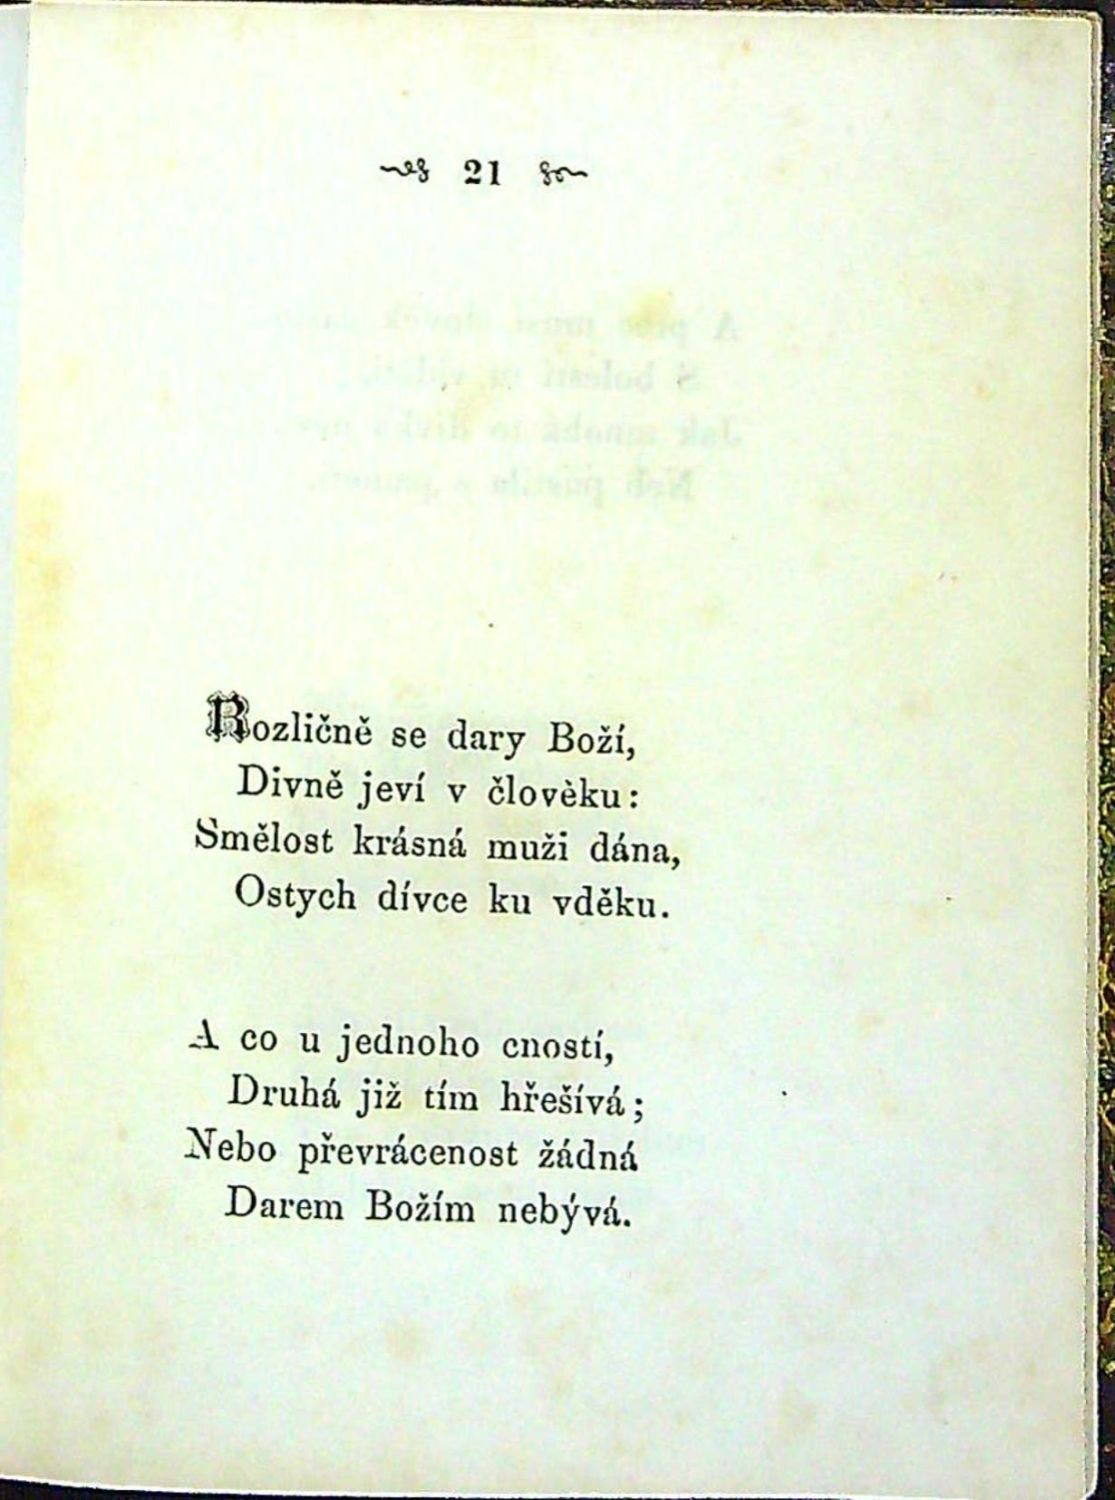 21
Rozličně se dary Boží,
Divně jeví v člověku:
Smělost krásná muži dána,
Ostych dívce ku vděku.
A co u jednoho cností,
Druhá již tím hřešívá;
Nebo převrácenost žádná
Darem Božím nebývá.